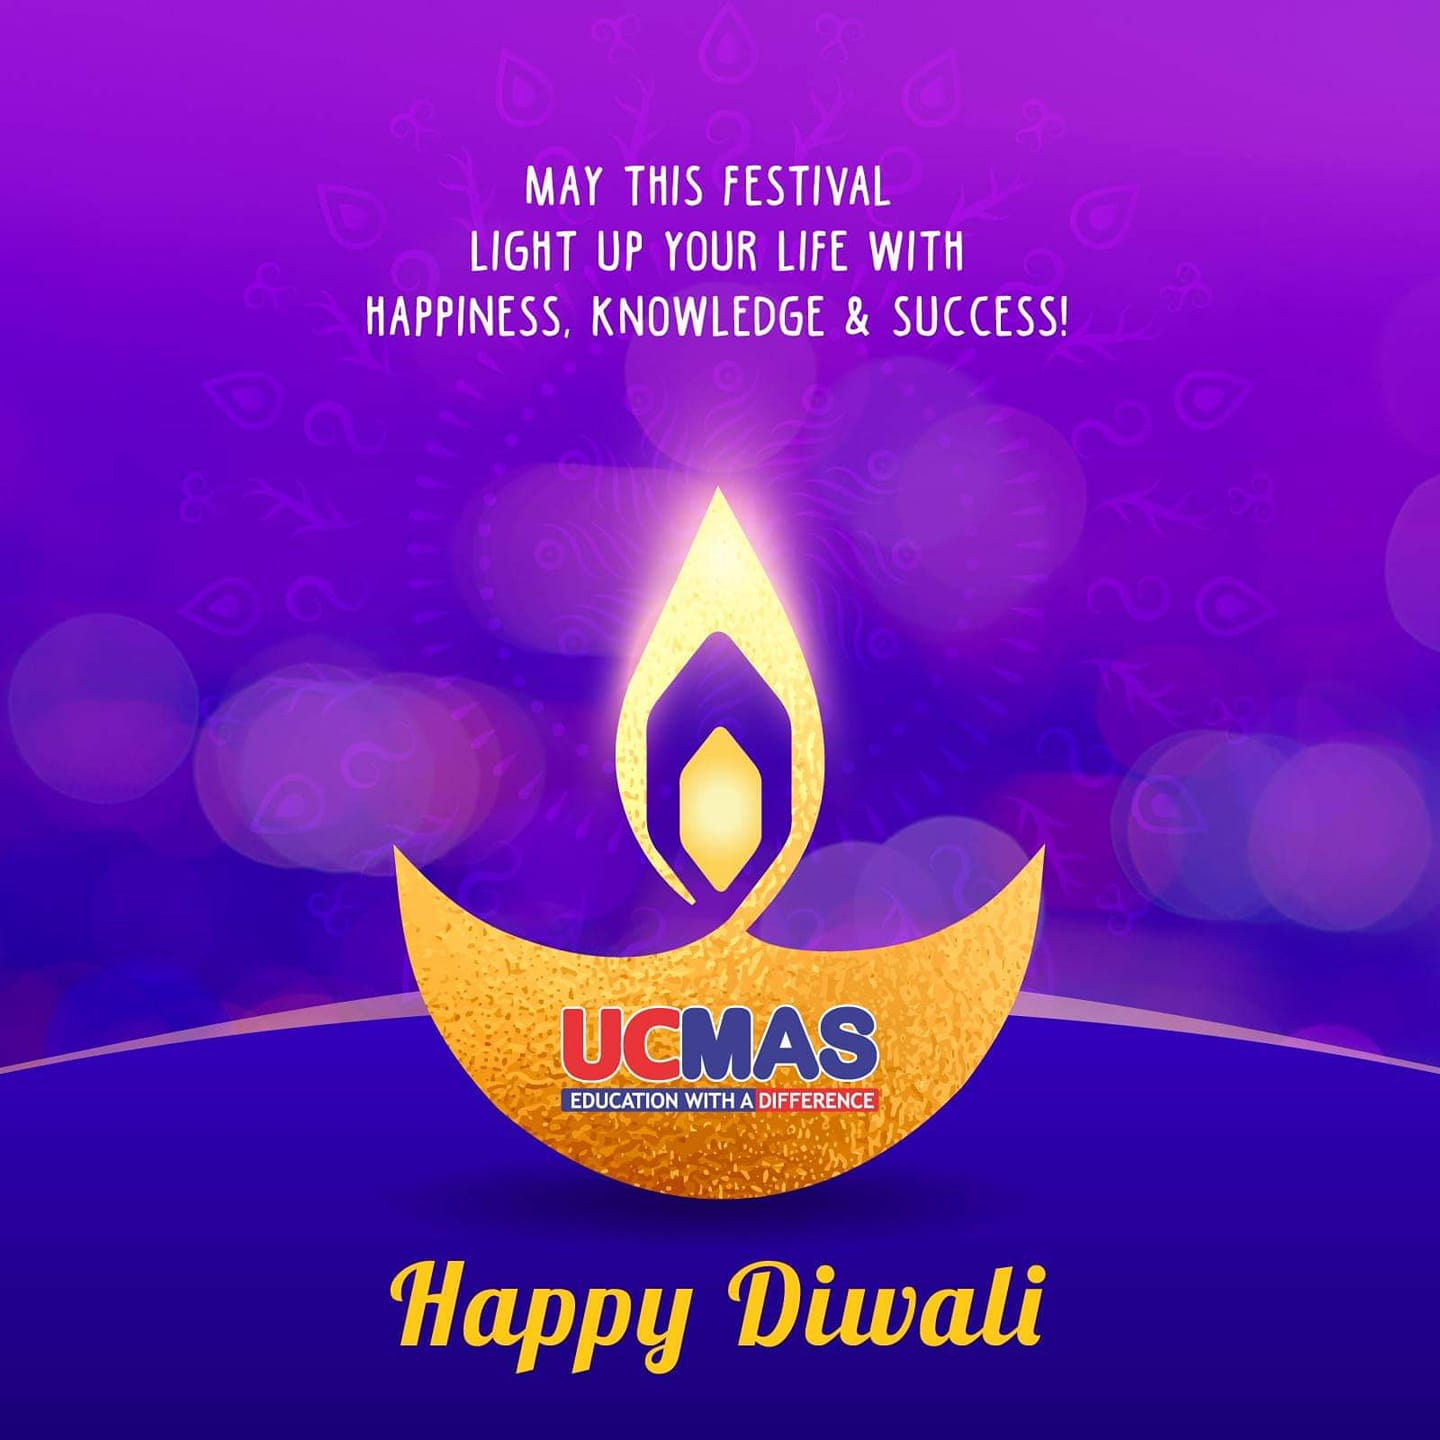 MAY THIS FESTIVAL
LIGHT UP YOUR LIFE WITH
HAPPINESS, KNOWLEDGE & SUCCESS!
UCMAS
EDUCATION WITH A DIFFERENCE
Happy Diwali